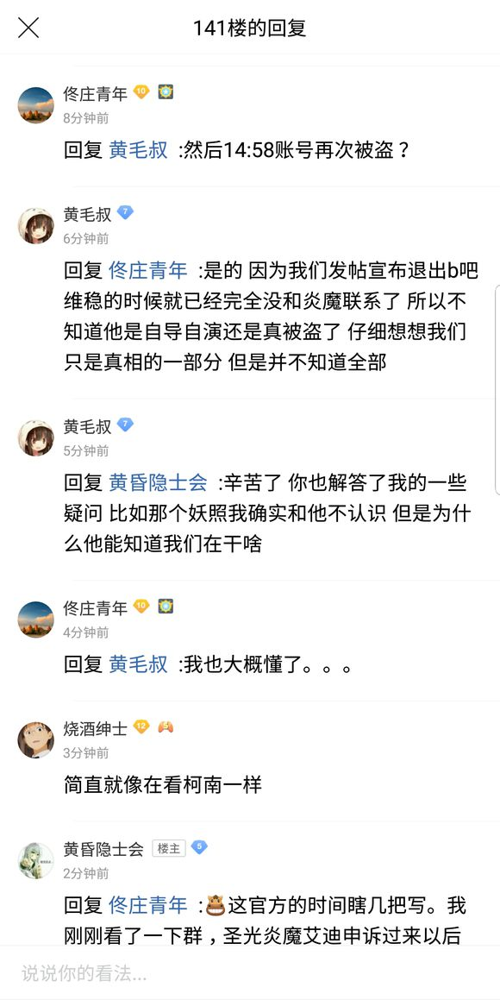 141楼的回复
佟庄青年 10
8分钟前
回复 黄毛叔 :然后14:58账号再次被盗？
黄毛叔 7
6分钟前
回复 佟庄青年 :是的 因为我们发帖宣布退出b吧
维稳的时候就已经完全没和炎魔联系了 所以不
知道他是自导自演还是真被盗了 仔细想想我们
只是真相的一部分 但是并不知道全部
黄毛叔 7
5分钟前
回复 黄昏隐士会 :辛苦了 你也解答了我的一些
疑问 比如那个妖照我确实和他不认识 但是为什
么他能知道我们在干啥
佟庄青年 10
4分钟前
回复 黄毛叔 :我也大概懂了。。。
烧酒绅士 12 5
3分钟前
简直就像在看柯南一样
黄昏隐士会 楼主 5
2分钟前
回复 佟庄青年 :这官方的时间瞎几把写。我
刚刚看了一下群，圣光炎魔艾迪申诉过来以后
说说你的看法...